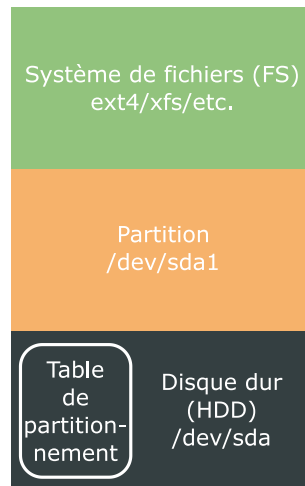 Système de fichiers (FS)
ext4/xfs/etc.
Partition
/dev/sda1
Table
de
partition-
nement
Disque dur
(HDD)
/dev/sda